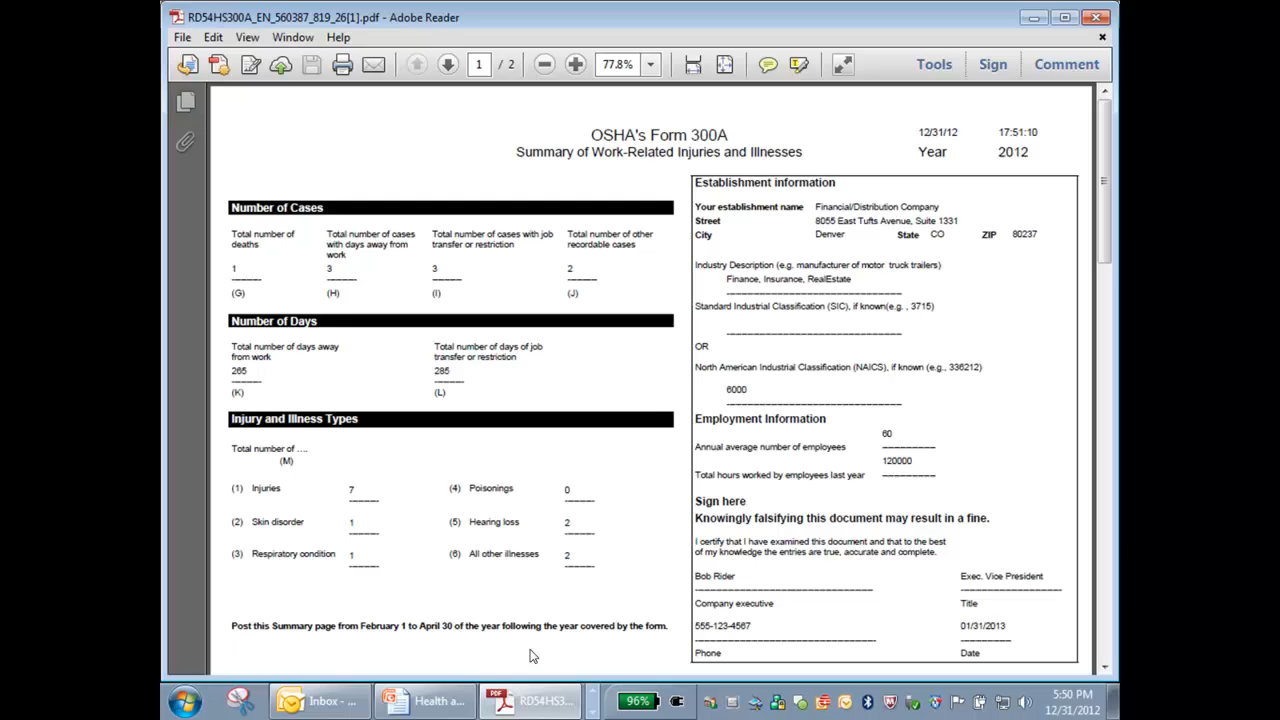 RD54HS300A_EN_560387_819_26[1].pdf - Adobe Reader
File Edit View Window Help
1 / 2 77.8% Tools Sign Comment
OSHA's Form 300A
Summary of Work-Related Injuries and Illnesses
12/31/12 17:51:10
Year 2012
Number of Cases
Total number of deaths
1
(G)
Total number of cases with days away from work
3
(H)
Total number of cases with job transfer or restriction
3
(I)
Total number of other recordable cases
2
(J)
Number of Days
Total number of days away from work
265
(K)
Total number of days of job transfer or restriction
285
(L)
Injury and Illness Types
Total number of ....
(M)
(1) Injuries 7 (4) Poisonings 0
(2) Skin disorder 1 (5) Hearing loss 2
(3) Respiratory condition 1 (6) All other illnesses 2
Post this Summary page from February 1 to April 30 of the year following the year covered by the form.
Establishment information
Your establishment name Financial/Distribution Company
Street 8055 East Tufts Avenue, Suite 1331
City Denver State CO ZIP 80237
Industry Description (e.g. manufacturer of motor truck trailers)
Finance, Insurance, RealEstate
Standard Industrial Classification (SIC), if known(e.g. , 3715)
OR
North American Industrial Classification (NAICS), if known (e.g., 336212)
6000
Employment Information
60
Annual average number of employees
120000
Total hours worked by employees last year
Sign here
Knowingly falsifying this document may result in a fine.
I certify that I have examined this document and that to the best
of my knowledge the entries are true, accurate and complete.
Bob Rider Exec. Vice President
Company executive Title
555-123-4567 01/31/2013
Phone Date
Inbox - ... Health a... PDF RD54HS3... 96% 5:50 PM
12/31/2012